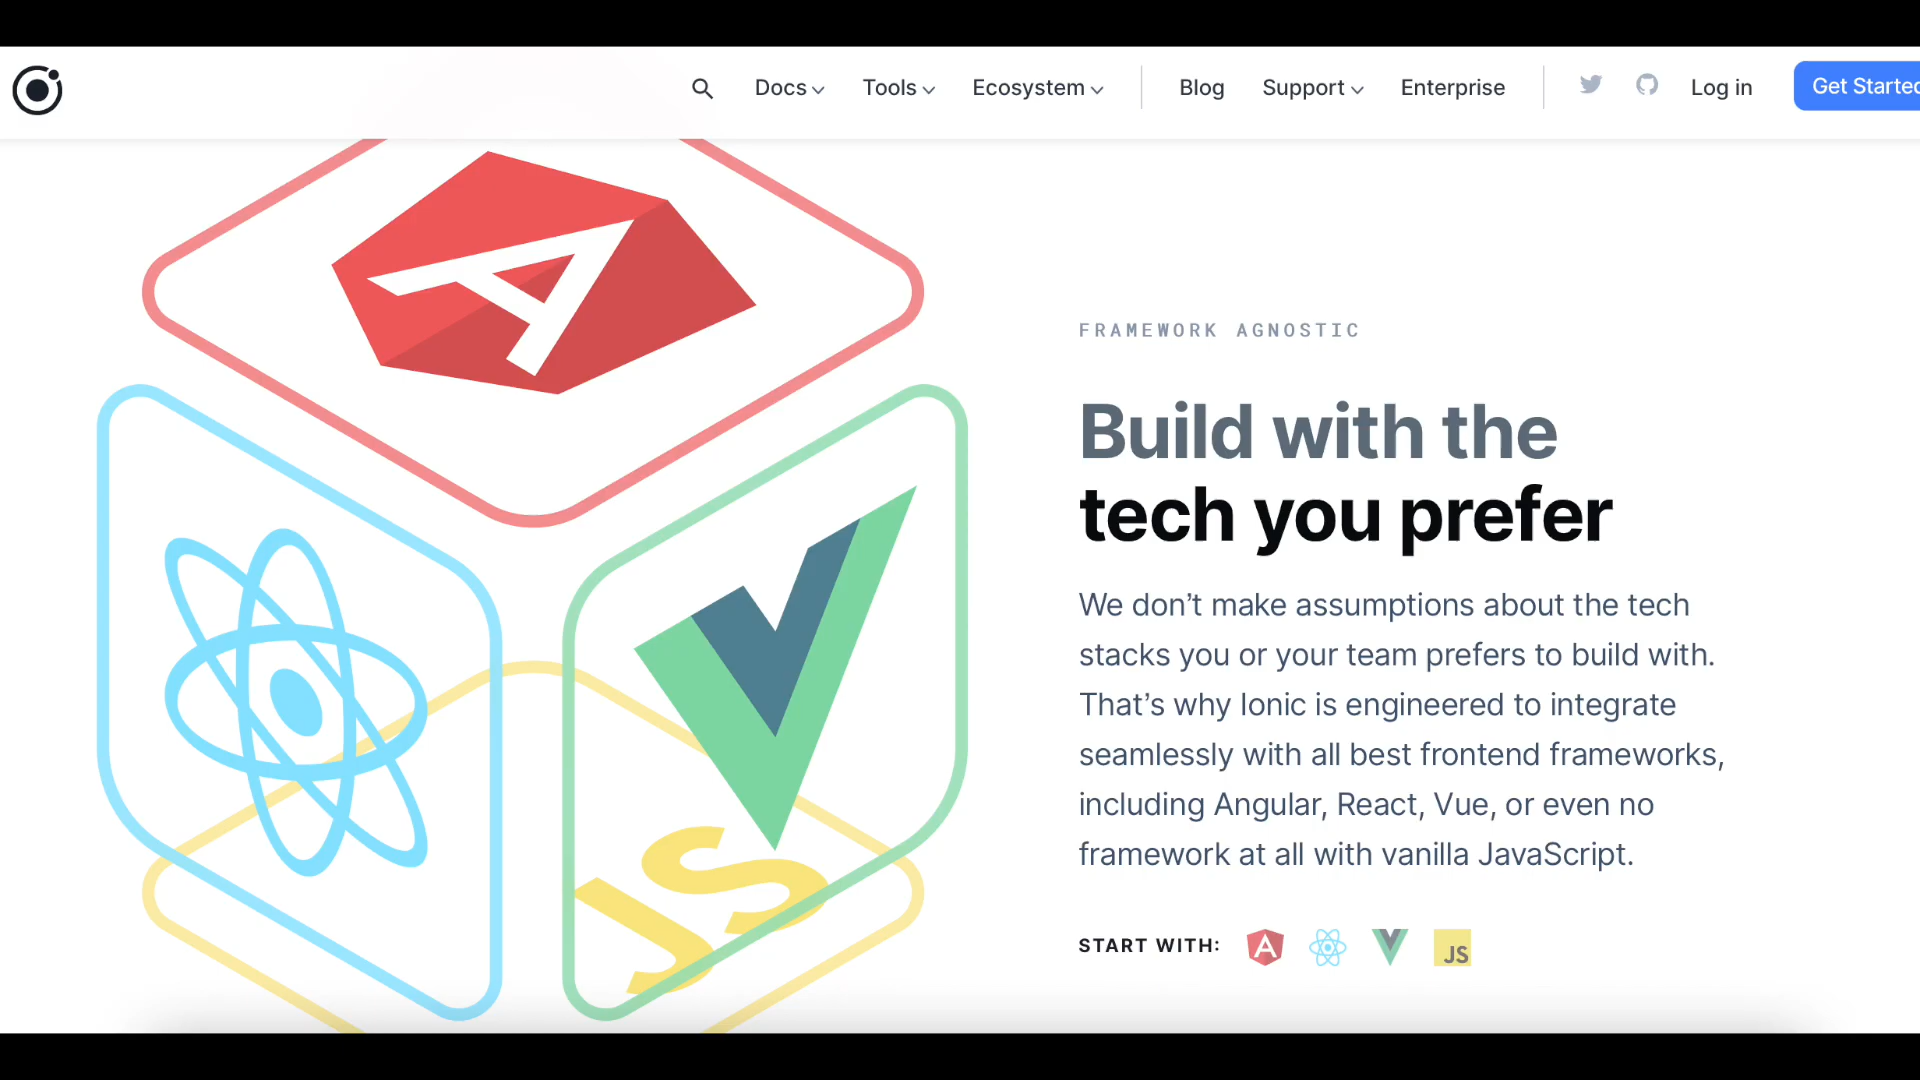 Docs Tools Ecosystem Blog Support Enterprise Log in Get Started
A
FRAMEWORK AGNOSTIC
Build with the
tech you prefer
We don’t make assumptions about the tech
stacks you or your team prefers to build with.
That’s why Ionic is engineered to integrate
seamlessly with all best frontend frameworks,
including Angular, React, Vue, or even no
framework at all with vanilla JavaScript.
JS
START WITH: A JS